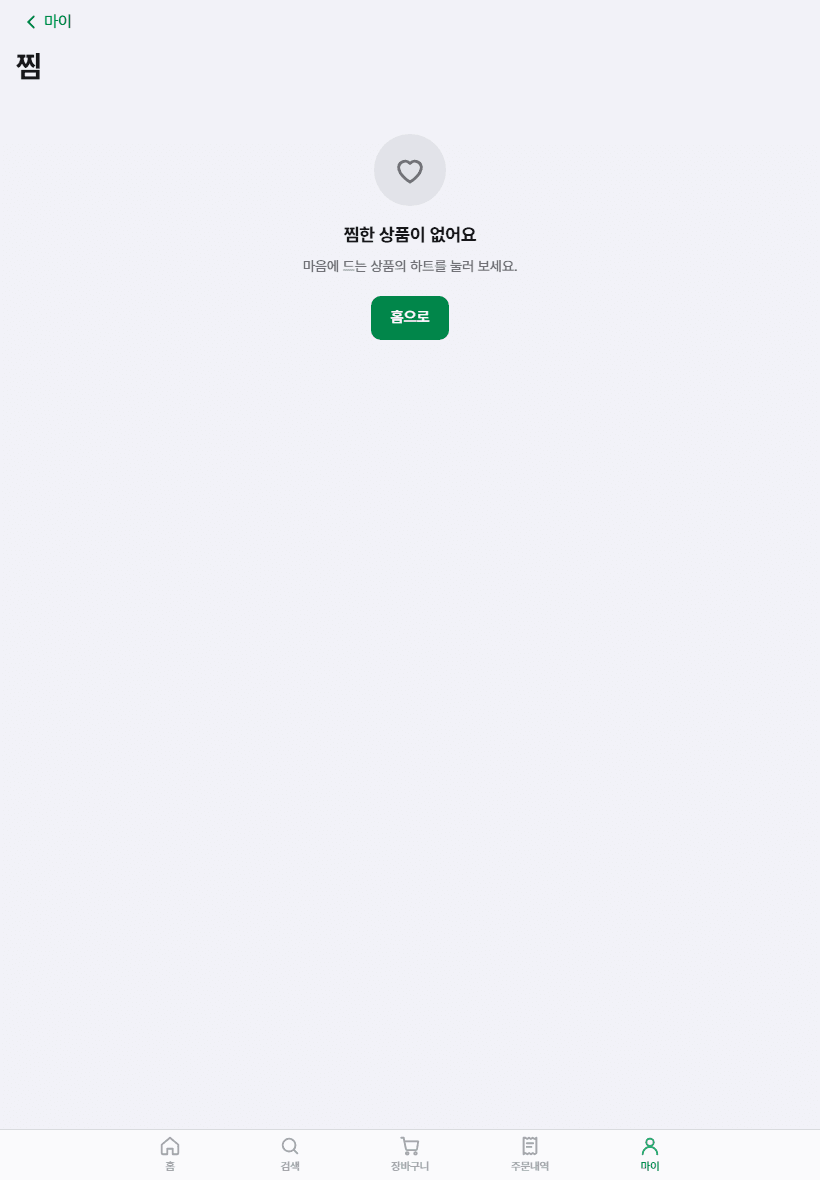 마이
찜
찜한 상품이 없어요
마음에 드는 상품의 하트를 눌러 보세요.
홈으로
홈
검색
장바구니
주문내역
마이